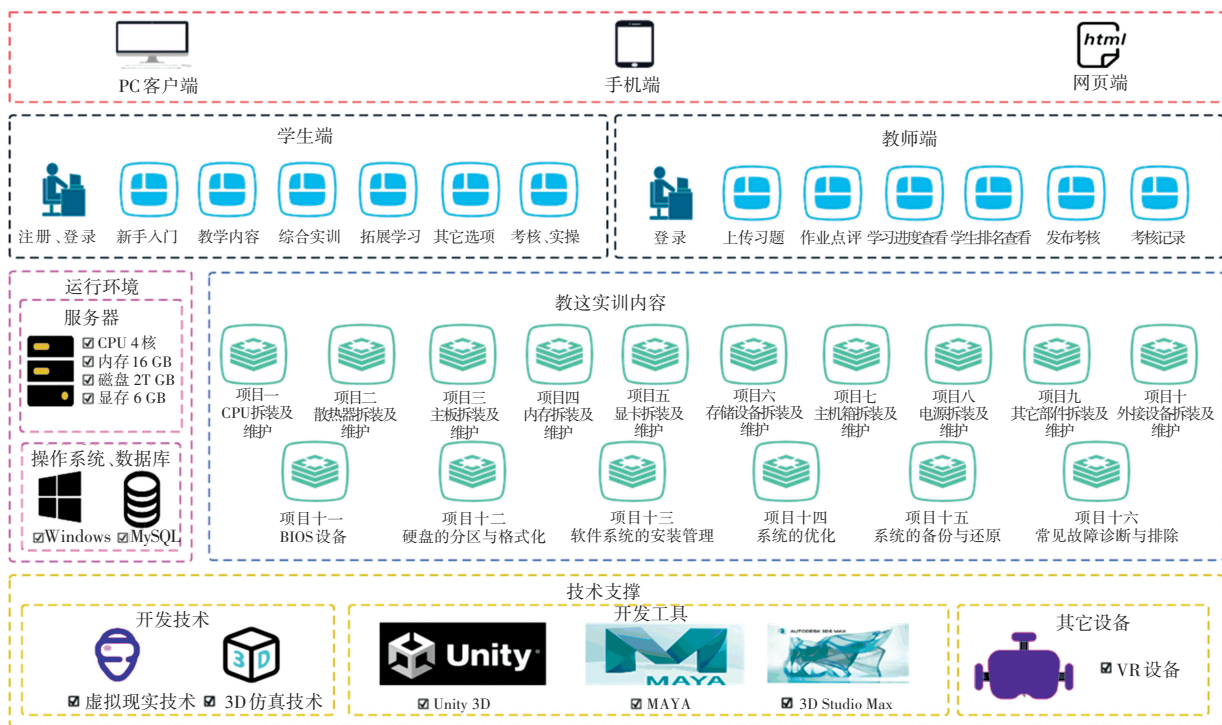 html
PC客户端
手机端
网页端
学生端
注册、登录
新手入门
教学内容
综合实训
拓展学习
其它选项
考核、实操
教师端
登录
上传习题
作业点评
学习进度查看
学生排名查看
发布考核
考核记录
运行环境
服务器
CPU 4核
内存 16 GB
磁盘 2T GB
显存 6 GB
操作系统、数据库
Windows
MySQL
教这实训内容
项目一
CPU拆装及
维护
项目二
散热器拆装及
维护
项目三
主板拆装及
维护
项目四
内存拆装及
维护
项目五
显卡拆装及
维护
项目六
存储设备拆装及
维护
项目七
主机箱拆装及
维护
项目八
电源拆装及
维护
项目九
其它部件拆装及
维护
项目十
外接设备拆装及
维护
项目十一
BIOS设备
项目十二
硬盘的分区与格式化
项目十三
软件系统的安装管理
项目十四
系统的优化
项目十五
系统的备份与还原
项目十六
常见故障诊断与排除
技术支撑
开发技术
3D
虚拟现实技术
3D仿真技术
开发工具
Unity
Unity 3D
MAYA
MAYA
AUTODESK 3DS MAX
3D Studio Max
其它设备
VR设备